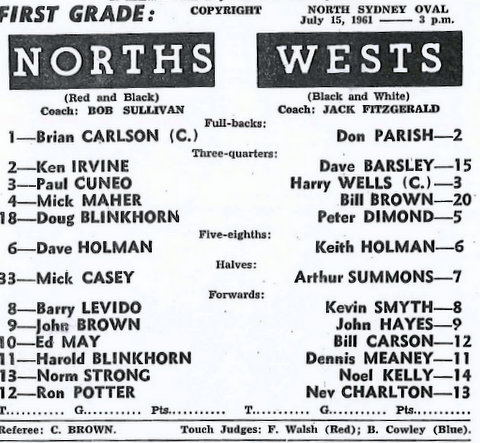 FIRST GRADE: COPYRIGHT NORTH SYDNEY OVAL
July 15, 1961 —— 3 p.m.
NORTHS WESTS
(Red and Black) (Black and White)
Coach: BOB SULLIVAN Coach: JACK FITZGERALD
Full-backs:
1—Brian CARLSON (C.) Don PARISH—2
Three-quarters:
2—Ken IRVINE Dave BARSLEY—15
3—Paul CUNEO Harry WELLS (C.)—3
4—Mick MAHER Bill BROWN—20
18—Doug BLINKHORN Peter DIMOND—5
Five-eighths:
6—Dave HOLMAN Keith HOLMAN—6
Halves:
33—Mick CASEY Arthur SUMMONS—7
Forwards:
8—Barry LEVIDO Kevin SMYTH—8
9—John BROWN John HAYES—9
10—Ed MAY Bill CARSON—12
11—Harold BLINKHORN Dennis MEANEY—11
13—Norm STRONG Noel KELLY—14
12—Ron POTTER Nev CHARLTON—13
T.......... G.......... Pts.......... T.......... G.......... Pts..........
Referee: C. BROWN. Touch Judges: F. Walsh (Red); B. Cowley (Blue).